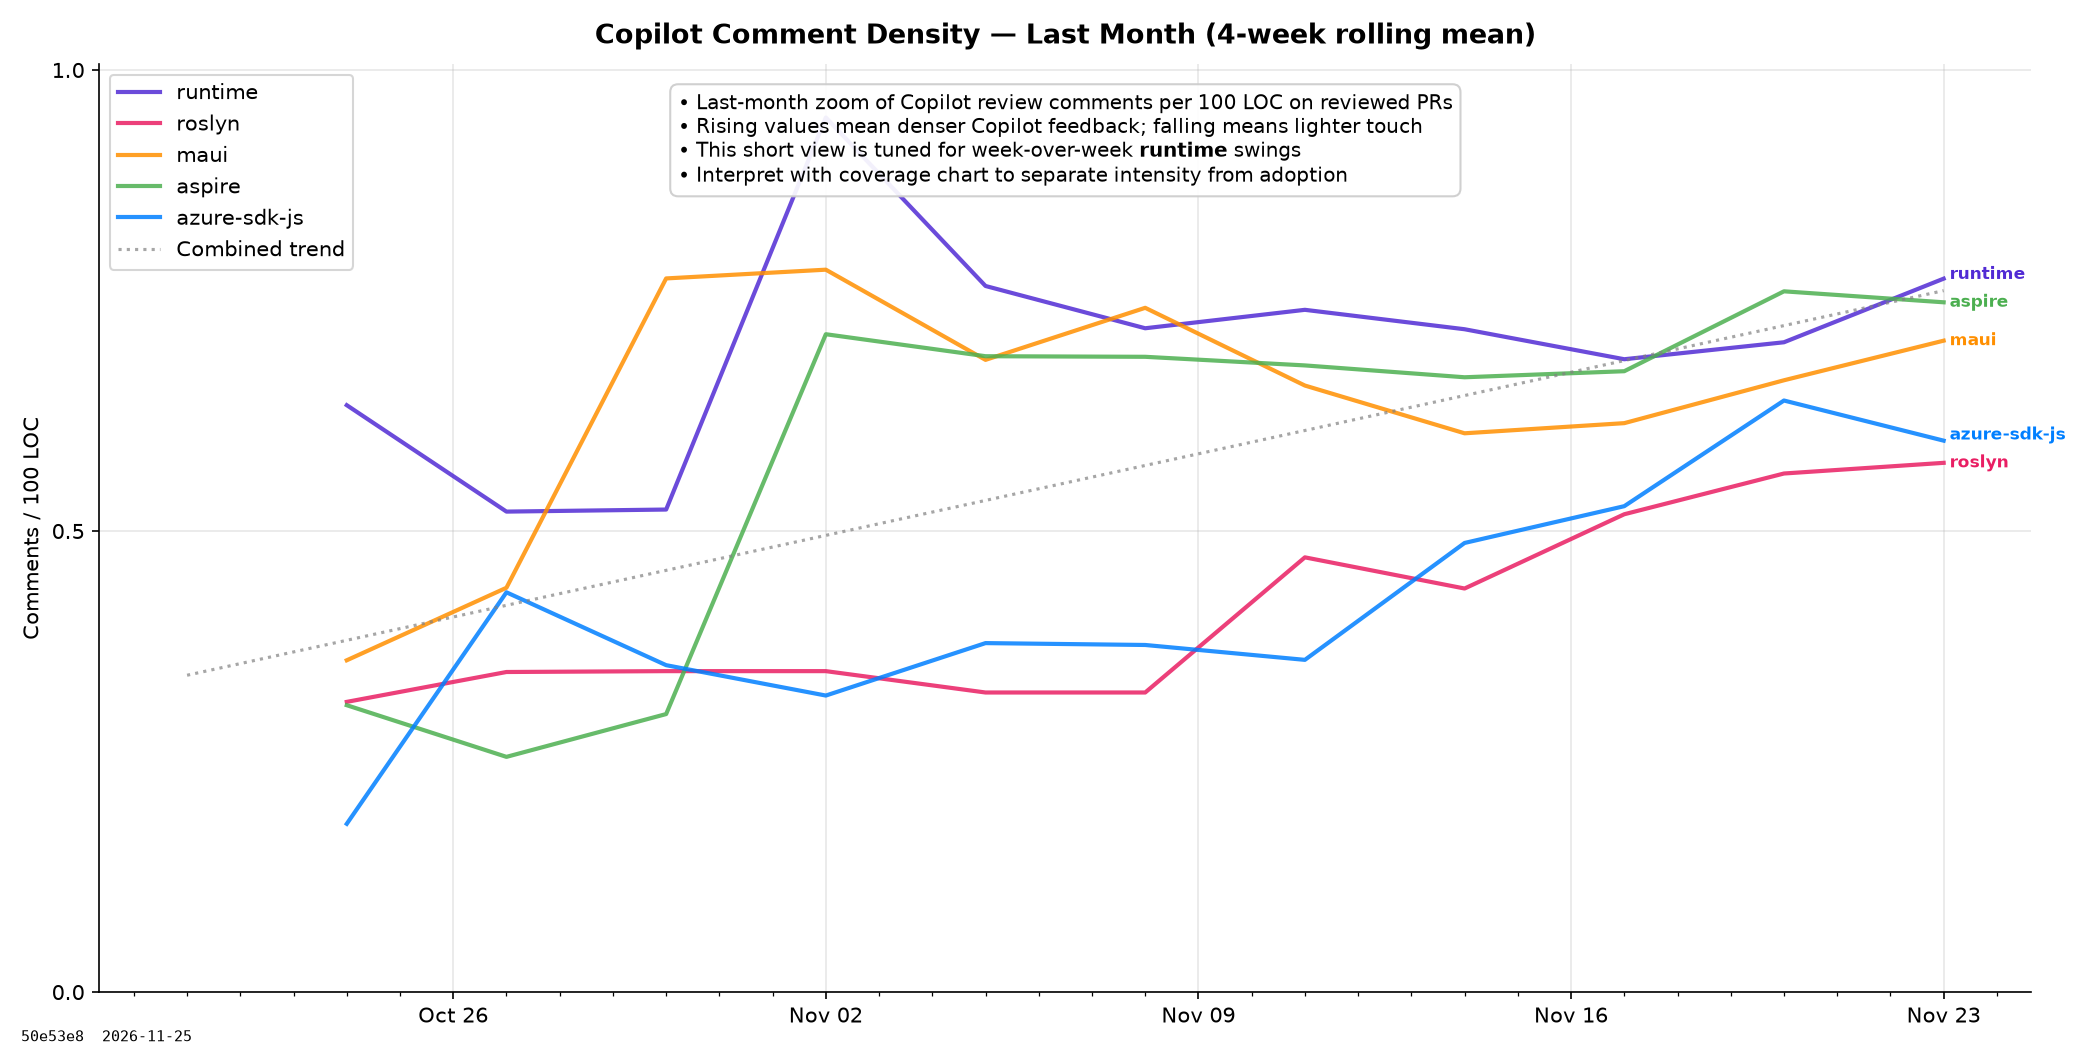 Copilot Comment Density — Last Month (4-week rolling mean)
1.0
0.5
0.0
Comments / 100 LOC
runtime
roslyn
maui
aspire
azure-sdk-js
Combined trend
• Last-month zoom of Copilot review comments per 100 LOC on reviewed PRs
• Rising values mean denser Copilot feedback; falling means lighter touch
• This short view is tuned for week-over-week runtime swings
• Interpret with coverage chart to separate intensity from adoption
runtime
aspire
maui
azure-sdk-js
roslyn
Oct 26
Nov 02
Nov 09
Nov 16
Nov 23
50e53e8  2026-11-25